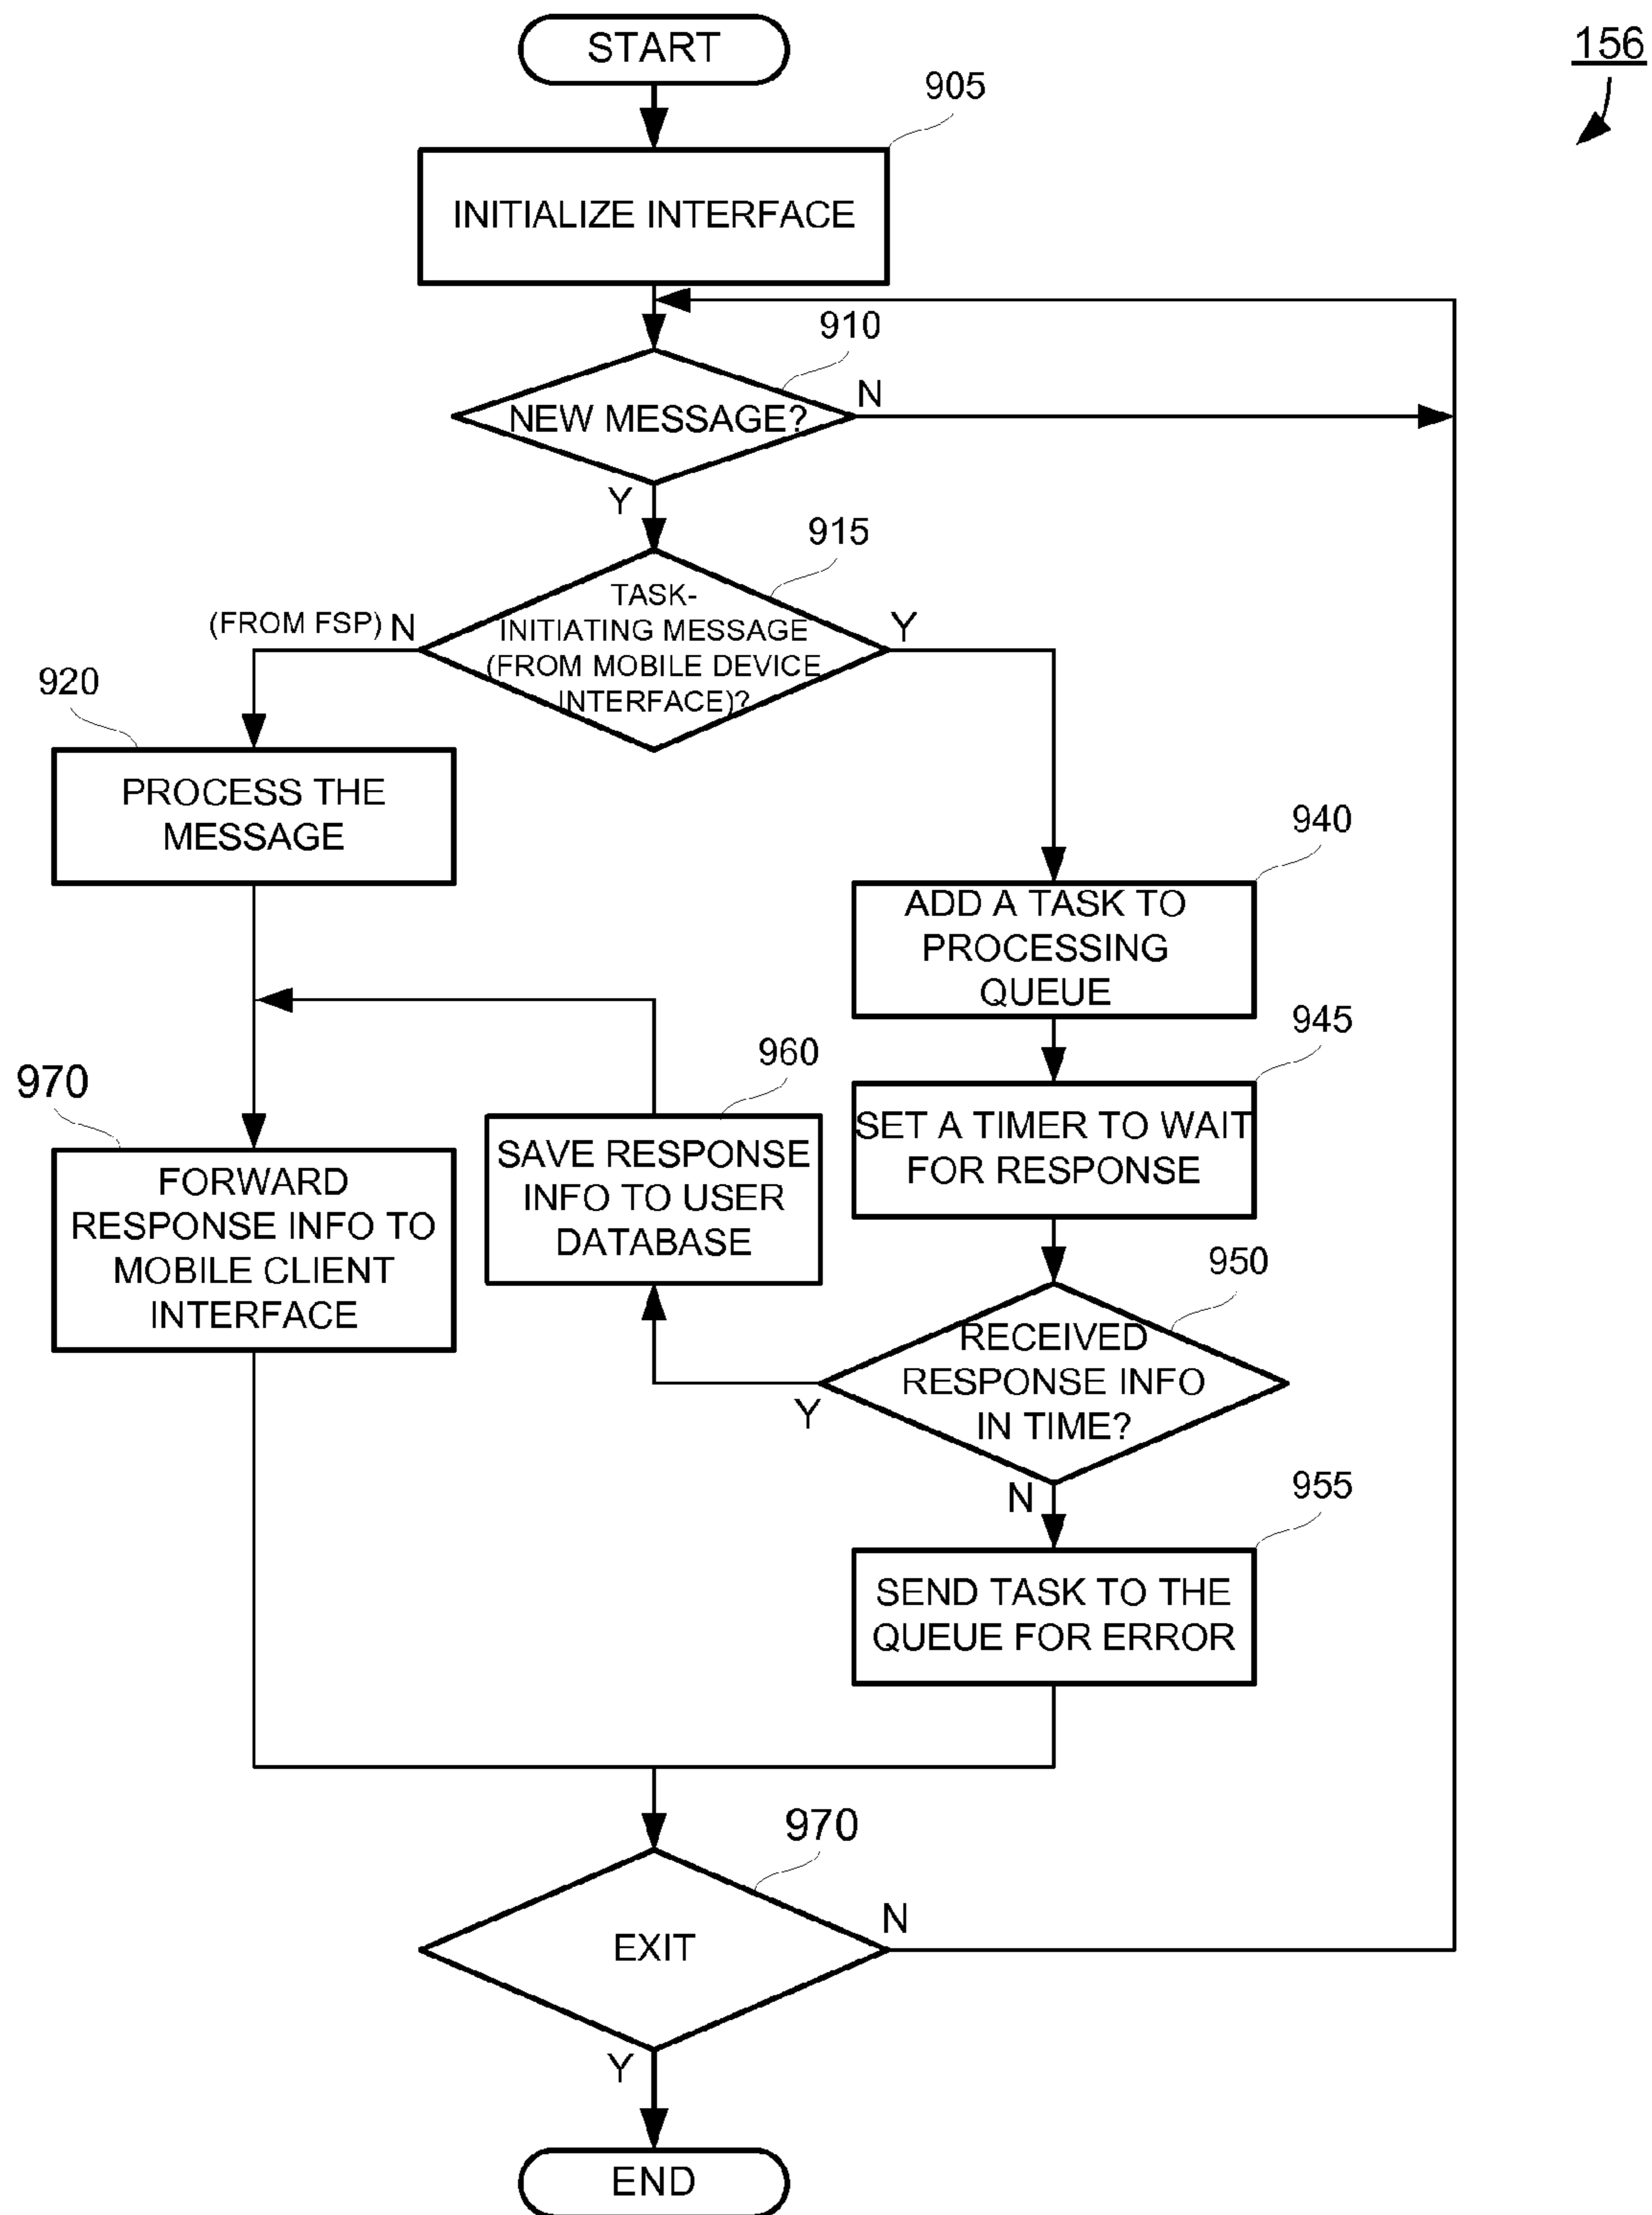 START
156
905
INITIALIZE INTERFACE
910
NEW MESSAGE?
N
Y
915
TASK-
INITIATING MESSAGE
(FROM MOBILE DEVICE
INTERFACE)?
(FROM FSP) N
Y
920
PROCESS THE
MESSAGE
940
ADD A TASK TO
PROCESSING
QUEUE
945
SET A TIMER TO WAIT
FOR RESPONSE
960
SAVE RESPONSE
INFO TO USER
DATABASE
970
FORWARD
RESPONSE INFO TO
MOBILE CLIENT
INTERFACE
950
RECEIVED
RESPONSE INFO
IN TIME?
Y
N
955
SEND TASK TO THE
QUEUE FOR ERROR
970
EXIT
N
Y
END